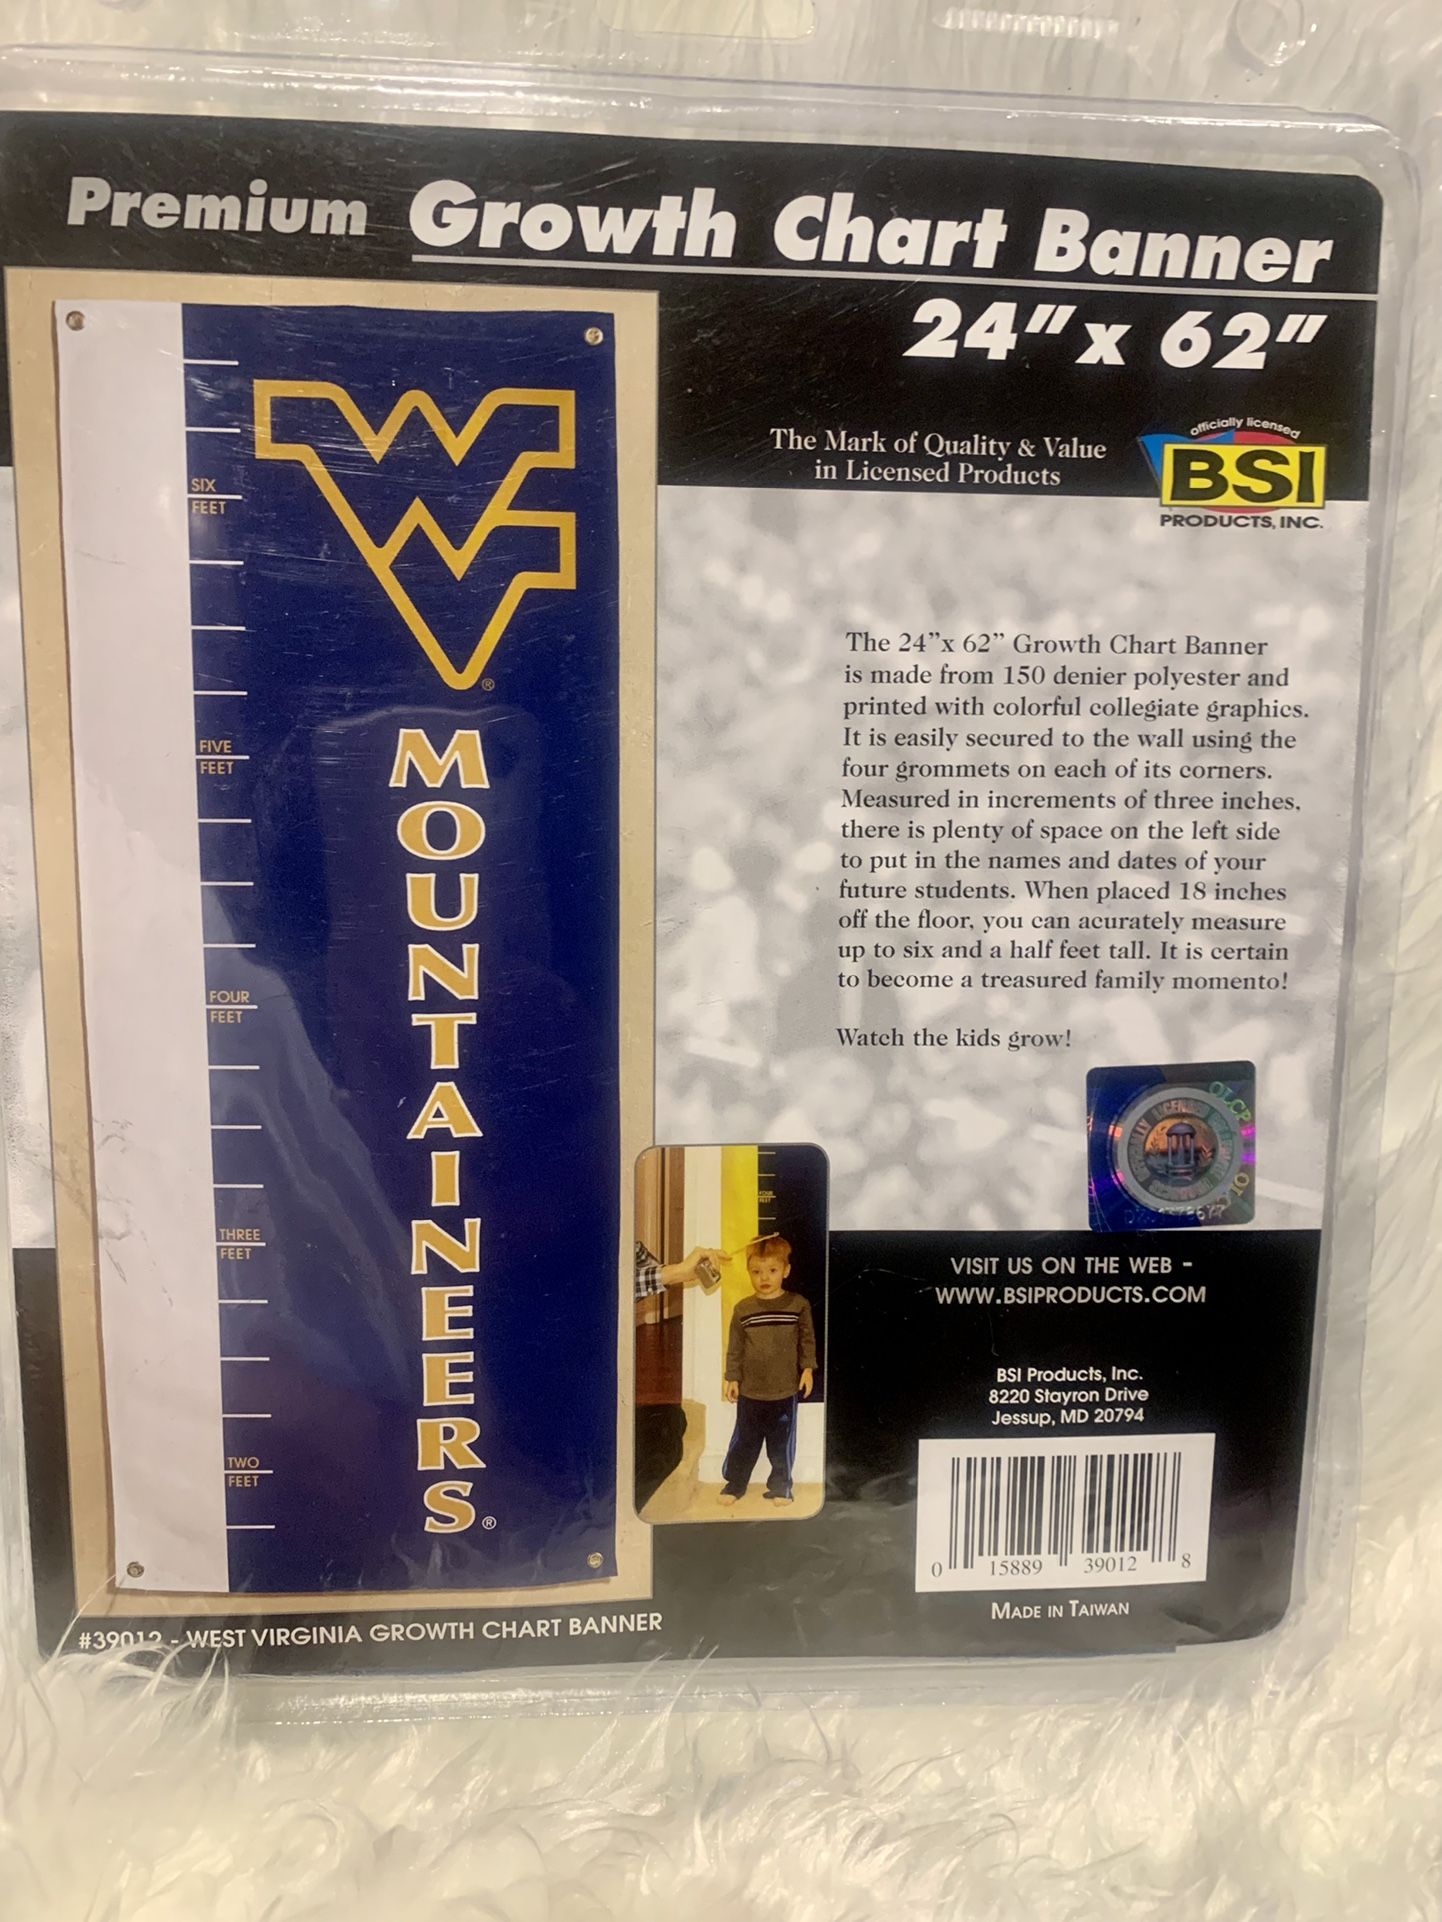 Premium Growth Chart Banner
24" x 62"
The Mark of Quality & Value
in Licensed Products
officially licensed
BSI
PRODUCTS, INC.
SIX
FEET
FIVE
FEET
FOUR
FEET
THREE
FEET
TWO
FEET
WV
®
MOUNTAINEERS
®
The 24”x 62” Growth Chart Banner
is made from 150 denier polyester and
printed with colorful collegiate graphics.
It is easily secured to the wall using the
four grommets on each of its corners.
Measured in increments of three inches,
there is plenty of space on the left side
to put in the names and dates of your
future students. When placed 18 inches
off the floor, you can acurately measure
up to six and a half feet tall. It is certain
to become a treasured family momento!
Watch the kids grow!
OLCP
FOUR
FEET
VISIT US ON THE WEB -
WWW.BSIPRODUCTS.COM
BSI Products, Inc.
8220 Stayron Drive
Jessup, MD 20794
0 15889 39012 8
MADE IN TAIWAN
#39012 - WEST VIRGINIA GROWTH CHART BANNER